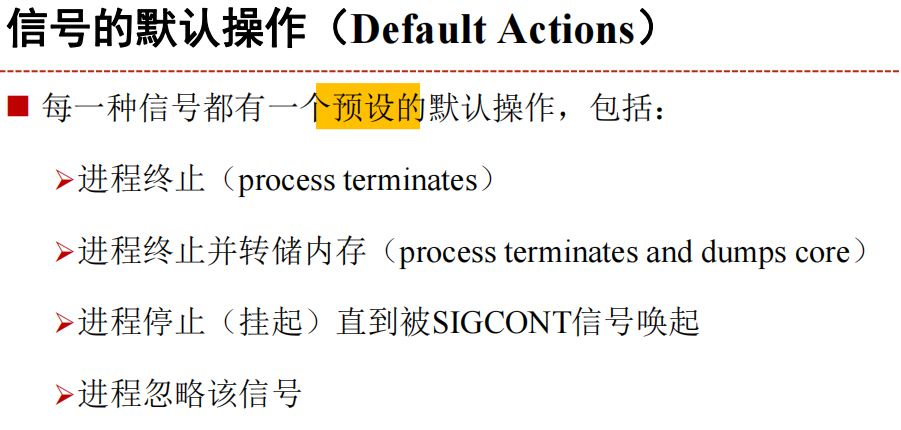 信号的默认操作（Default Actions）
每一种信号都有一个预设的默认操作，包括：
进程终止（process terminates）
进程终止并转储内存（process terminates and dumps core）
进程停止（挂起）直到被SIGCONT信号唤起
进程忽略该信号